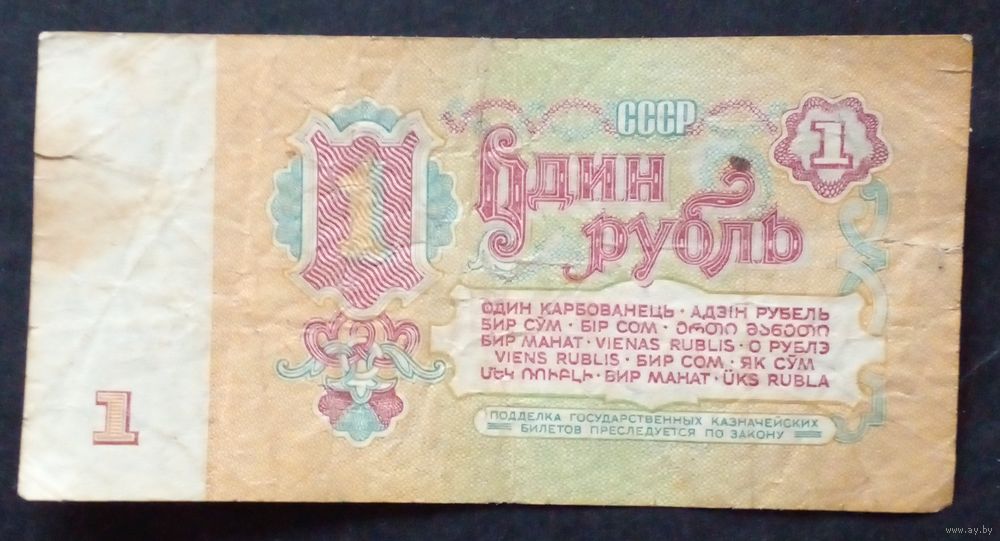 СССР
1
1
Один
рубль
ОДИН КАРБОВАНЕЦЬ · АДЗІН РУБЕЛЬ
БИР СЎМ · БІР СОМ · ერთი მანეთი
БИР МАНАТ · VIENAS RUBLIS · О РУБЛЭ
VIENS RUBLIS · БИР СОМ · ЯК СЎМ
ՄԵԿ ՌՈՒԲԼԻ · БИР МАНАТ · ÜKS RUBLA
1
ПОДДЕЛКА ГОСУДАРСТВЕННЫХ КАЗНАЧЕЙСКИХ
БИЛЕТОВ ПРЕСЛЕДУЕТСЯ ПО ЗАКОНУ
www.ay.by